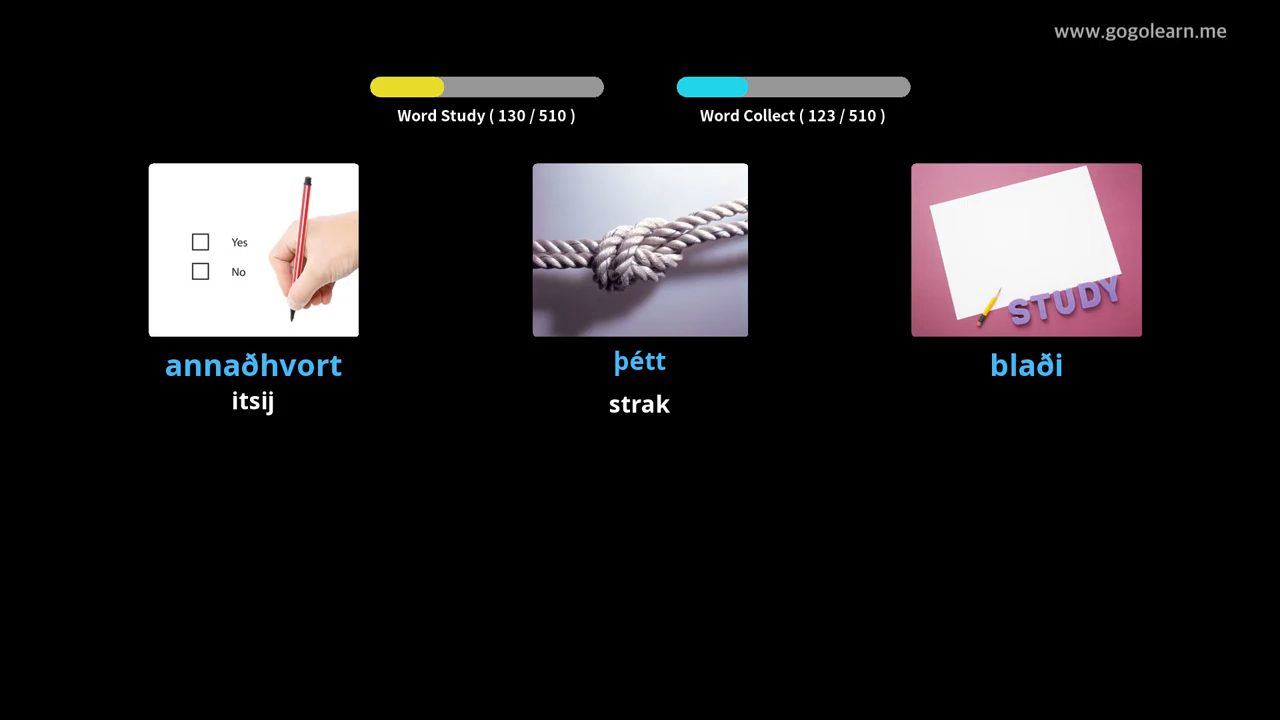 www.gogolearn.me
Word Study ( 130 / 510 )
Word Collect ( 123 / 510 )
Yes
No
STUDY
annaðhvort
þétt
blaði
itsij
strak